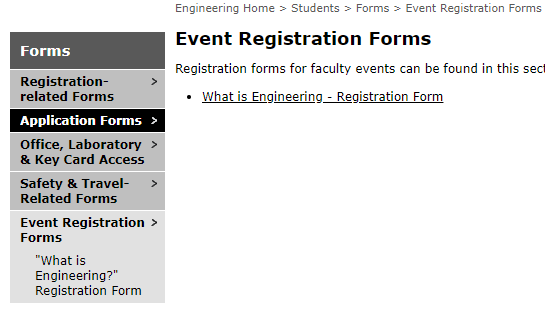 Engineering Home > Students > Forms > Event Registration Forms
Forms
Event Registration Forms
Registration forms for faculty events can be found in this sect
Registration- >
related Forms
What is Engineering - Registration Form
Application Forms >
Office, Laboratory >
& Key Card Access
Safety & Travel- >
Related Forms
Event Registration >
Forms
"What is
Engineering?"
Registration Form